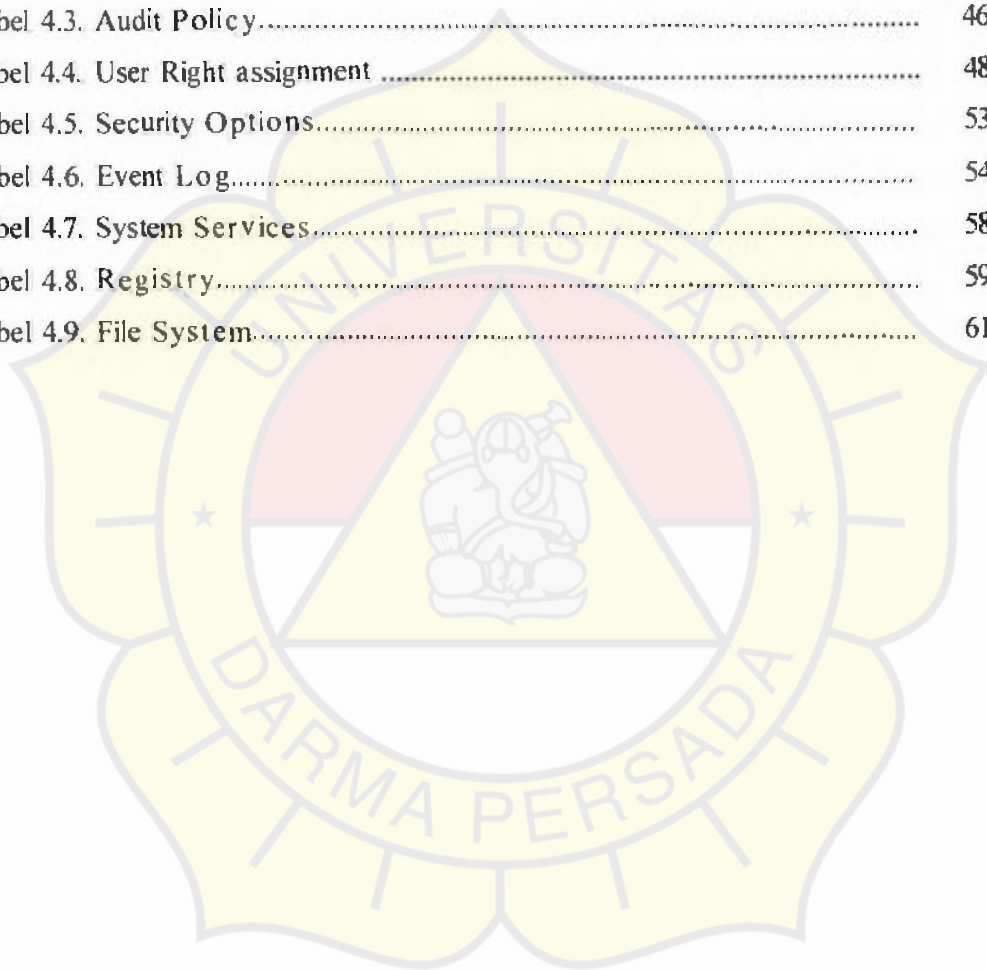 bel 4.3. Audit Policy 46
bel 4.4. User Right assignment 48
bel 4.5. Security Options 53
bel 4.6. Event Log 54
bel 4.7. System Services 58
bel 4.8. Registry 59
bel 4.9. File System 61
UNIVERSITAS
DARMA PERSADA